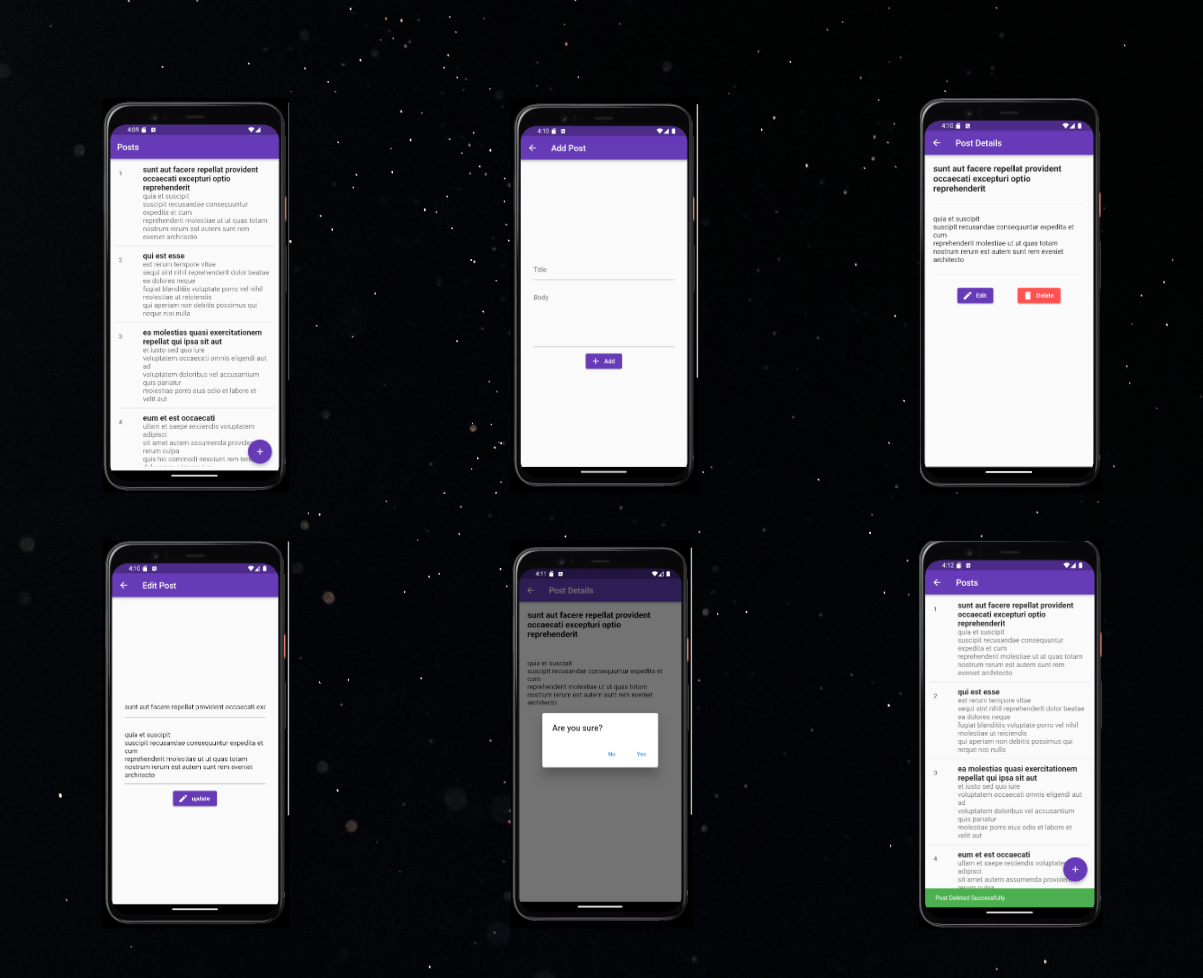 4:09
Posts
1
sunt aut facere repellat provident
occaecati excepturi optio
reprehenderit
quia et suscipit
suscipit recusandae consequuntur
expedita et cum
reprehenderit molestiae ut ut quas totam
nostrum rerum est autem sunt rem
eveniet architecto
2
qui est esse
est rerum tempore vitae
sequi sint nihil reprehenderit dolor beatae
ea dolores neque
fugiat blanditiis voluptate porro vel nihil
molestiae ut reiciendis
qui aperiam non debitis possimus qui
neque nisi nulla
3
ea molestias quasi exercitationem
repellat qui ipsa sit aut
et iusto sed quo iure
voluptatem occaecati omnis eligendi aut
ad
voluptatem doloribus vel accusantium
quis pariatur
molestiae porro eius odio et labore et
velit aut
4
eum et est occaecati
ullam et saepe reiciendis voluptatem
adipisci
sit amet autem assumenda provident
rerum culpa
quis hic commodi nesciunt rem
4:10
Add Post
Title
Body
+ Add
4:10
Post Details
sunt aut facere repellat provident
occaecati excepturi optio
reprehenderit
quia et suscipit
suscipit recusandae consequuntur expedita et
cum
reprehenderit molestiae ut ut quas totam
nostrum rerum est autem sunt rem eveniet
architecto
Edit
Delete
4:10
Edit Post
sunt aut facere repellat provident occaecati exc
quia et suscipit
suscipit recusandae consequuntur expedita et
cum
reprehenderit molestiae ut ut quas totam
nostrum rerum est autem sunt rem eveniet
architecto
update
4:11
Post Details
sunt aut facere repellat provident
occaecati excepturi optio
reprehenderit
quia et suscipit
suscipit recusandae consequuntur expedita et
cum
reprehenderit molestiae ut ut quas totam
nostrum rerum est autem sunt rem eveniet
architecto
Are you sure?
No
Yes
4:12
Posts
1
sunt aut facere repellat provident
occaecati excepturi optio
reprehenderit
quia et suscipit
suscipit recusandae consequuntur
expedita et cum
reprehenderit molestiae ut ut quas totam
nostrum rerum est autem sunt rem
eveniet architecto
2
qui est esse
est rerum tempore vitae
sequi sint nihil reprehenderit dolor beatae
ea dolores neque
fugiat blanditiis voluptate porro vel nihil
molestiae ut reiciendis
qui aperiam non debitis possimus qui
neque nisi nulla
3
ea molestias quasi exercitationem
repellat qui ipsa sit aut
et iusto sed quo iure
voluptatem occaecati omnis eligendi aut
ad
voluptatem doloribus vel accusantium
quis pariatur
molestiae porro eius odio et labore et
velit aut
4
eum et est occaecati
ullam et saepe reiciendis voluptatem
adipisci
sit amet autem assumenda provident
rerum culpa
Post Deleted Successfully